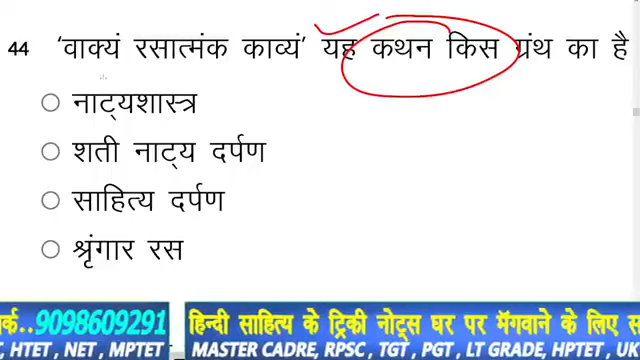 44 'वाक्यं रसात्मंक काव्यं' यह कथन किस ग्रंथ का है
नाट्यशास्त्र
शती नाट्य दर्पण
साहित्य दर्पण
श्रृंगार रस
र्क..9098609291 हिन्दी साहित्य के ट्रिकी नोट्स घर पर मॅगवाने के लिए स
, HTET , NET , MPTET MASTER CADRE, RPSC , TGT , PGT , LT GRADE, HPTET , UK